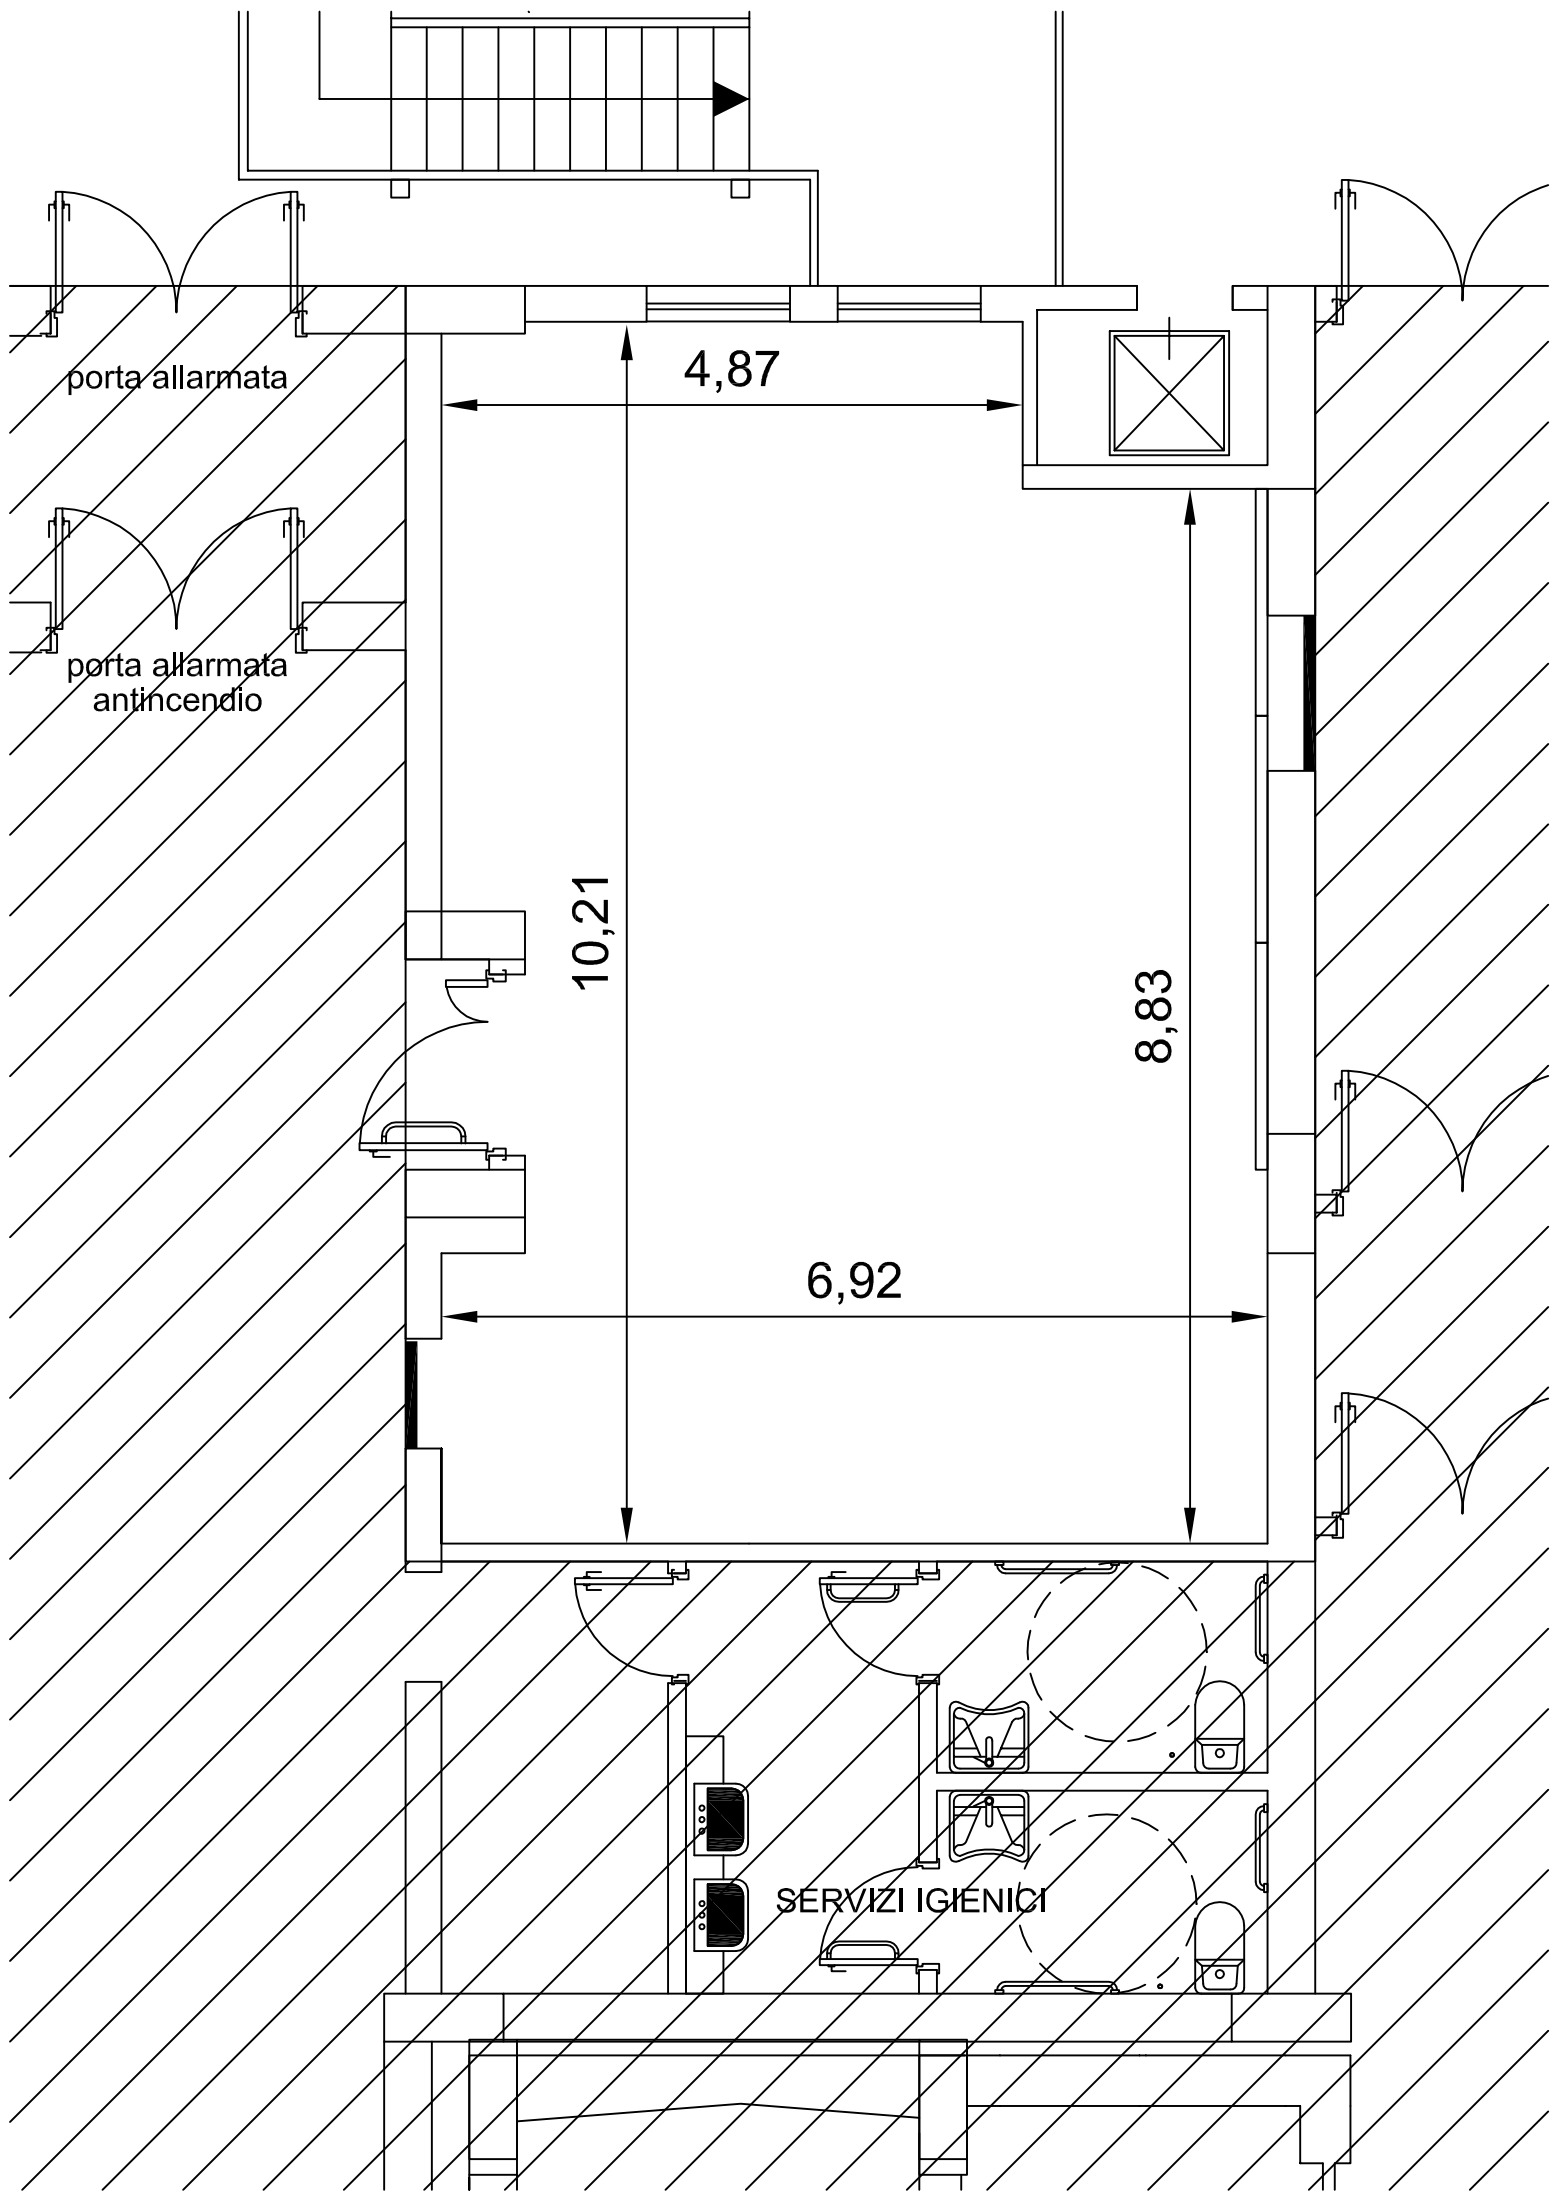 4,87
porta allarmata
porta allarmata
antincendio
10,21
8,83
6,92
SERVIZI IGIENICI